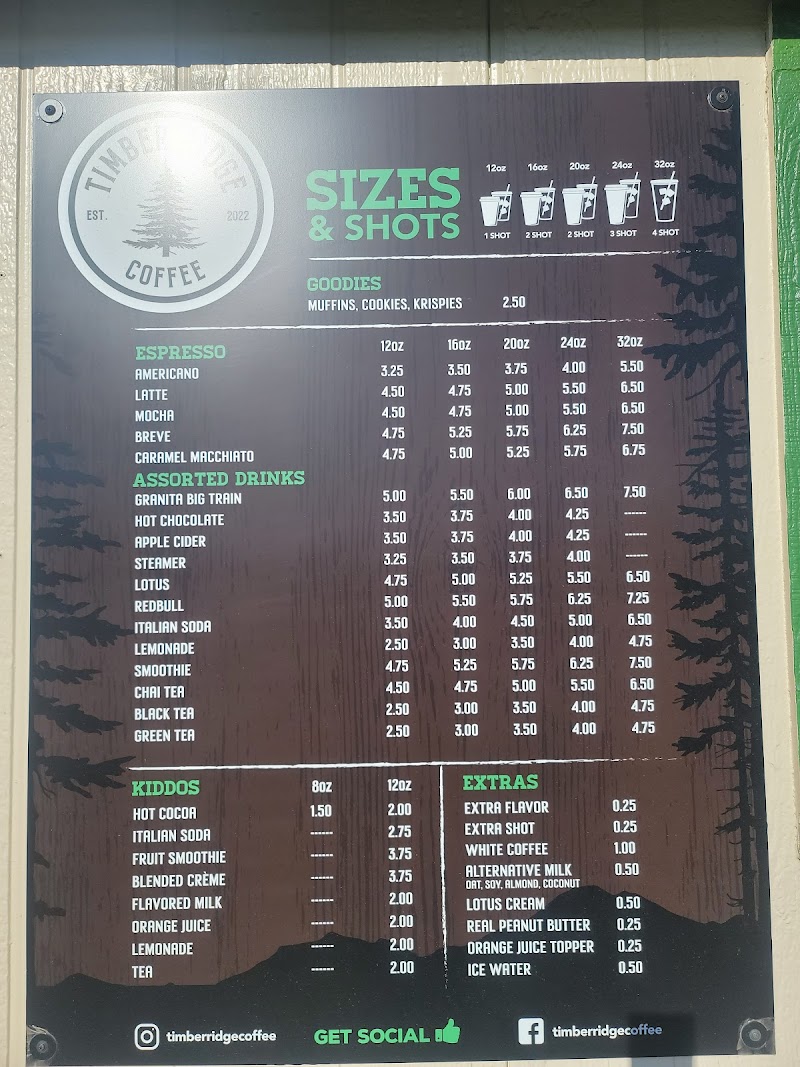 TIMBER RIDGE
EST. 2022
COFFEE
SIZES
& SHOTS
12oz 16oz 20oz 24oz 32oz
1 SHOT 2 SHOT 2 SHOT 3 SHOT 4 SHOT
GOODIES
MUFFINS, COOKIES, KRISPIES 2.50
ESPRESSO 12oz 16oz 20oz 24oz 32oz
AMERICANO 3.25 3.50 3.75 4.00 5.50
LATTE 4.50 4.75 5.00 5.50 6.50
MOCHA 4.50 4.75 5.00 5.50 6.50
BREVE 4.75 5.25 5.75 6.25 7.50
CARAMEL MACCHIATO 4.75 5.00 5.25 5.75 6.75
ASSORTED DRINKS
GRANITA BIG TRAIN 5.00 5.50 6.00 6.50 7.50
HOT CHOCOLATE 3.50 3.75 4.00 4.25 ------
APPLE CIDER 3.50 3.75 4.00 4.25 ------
STEAMER 3.25 3.50 3.75 4.00 ------
LOTUS 4.75 5.00 5.25 5.50 6.50
REDBULL 5.00 5.50 5.75 6.25 7.25
ITALIAN SODA 3.50 4.00 4.50 5.00 6.50
LEMONADE 2.50 3.00 3.50 4.00 4.75
SMOOTHIE 4.75 5.25 5.75 6.25 7.50
CHAI TEA 4.50 4.75 5.00 5.50 6.50
BLACK TEA 2.50 3.00 3.50 4.00 4.75
GREEN TEA 2.50 3.00 3.50 4.00 4.75
KIDDOS 8oz 12oz
HOT COCOA 1.50 2.00
ITALIAN SODA ------ 2.75
FRUIT SMOOTHIE ------ 3.75
BLENDED CRÈME ------ 3.75
FLAVORED MILK ------ 2.00
ORANGE JUICE ------ 2.00
LEMONADE ------ 2.00
TEA ------ 2.00
EXTRAS
EXTRA FLAVOR 0.25
EXTRA SHOT 0.25
WHITE COFFEE 1.00
ALTERNATIVE MILK 0.50
OAT, SOY, ALMOND, COCONUT
LOTUS CREAM 0.50
REAL PEANUT BUTTER 0.25
ORANGE JUICE TOPPER 0.25
ICE WATER 0.50
timberridgecoffee GET SOCIAL timberridgecoffee